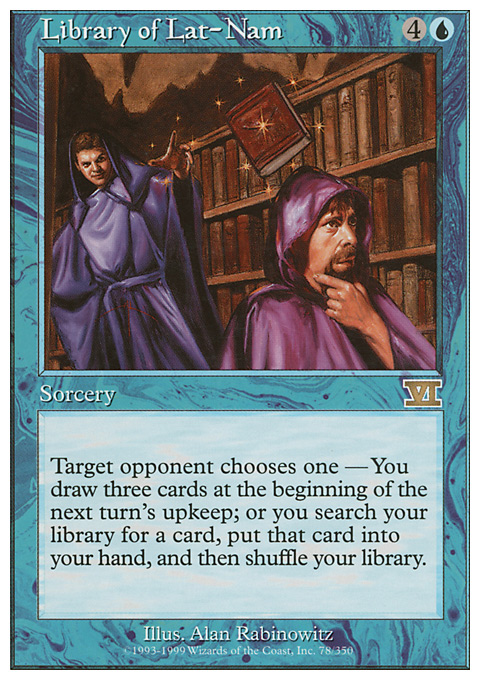 Library of Lat-Nam 4
VI
Sorcery
Target opponent chooses one — You
draw three cards at the beginning of the
next turn's upkeep; or you search your
library for a card, put that card into
your hand, and then shuffle your library.
Illus. Alan Rabinowitz
©1993-1999 Wizards of the Coast, Inc. 78/350